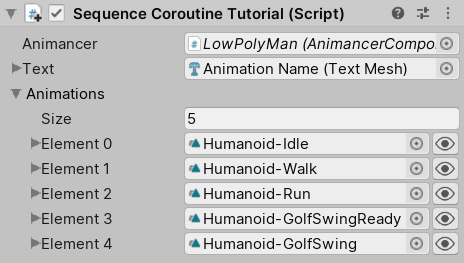 Sequence Coroutine Tutorial (Script)
Animancer LowPolyMan (AnimancerCompo
Text Animation Name (Text Mesh)
Animations
Size 5
Element 0 Humanoid-Idle
Element 1 Humanoid-Walk
Element 2 Humanoid-Run
Element 3 Humanoid-GolfSwingReady
Element 4 Humanoid-GolfSwing